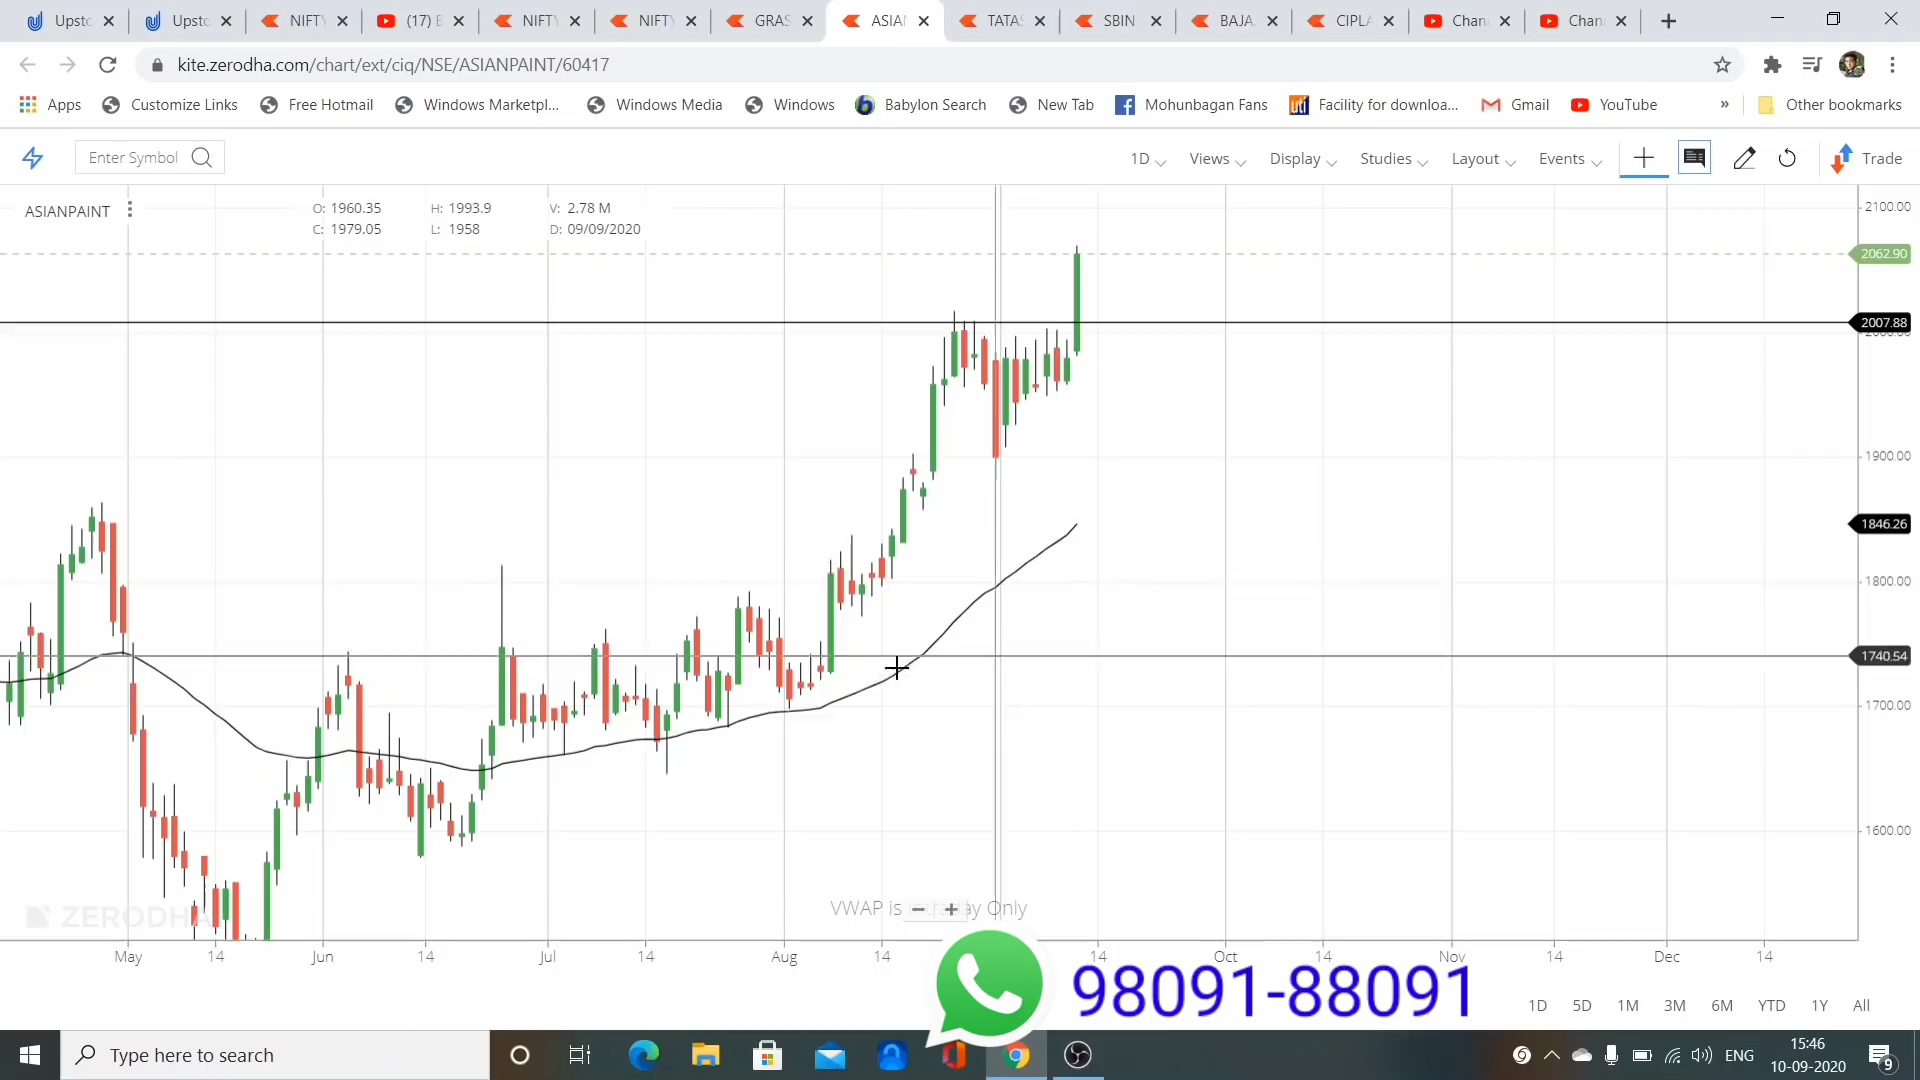 Upsto
Upsto
NIFTY
(17) E
NIFTY
NIFTY
GRAS
ASIAN
TATAS
SBIN
BAJA
CIPLA
Chan
Chan
kite.zerodha.com/chart/ext/ciq/NSE/ASIANPAINT/60417
Apps
Customize Links
Free Hotmail
Windows Marketpl...
Windows Media
Windows
Babylon Search
New Tab
Mohunbagan Fans
Facility for downloa...
Gmail
YouTube
»
Other bookmarks
Enter Symbol
1D
Views
Display
Studies
Layout
Events
Trade
ASIANPAINT
O: 1960.35
H: 1993.9
V: 2.78 M
C: 1979.05
L: 1958
D: 09/09/2020
2100.00
2062.90
2007.88
1900.00
1846.26
1800.00
1740.54
1700.00
1600.00
ZERODHA
VWAP is
Only
May
14
Jun
14
Jul
14
Aug
14
14
Oct
14
Nov
14
Dec
14
98091-88091
1D
5D
1M
3M
6M
YTD
1Y
All
Type here to search
ENG
15:46
10-09-2020
9